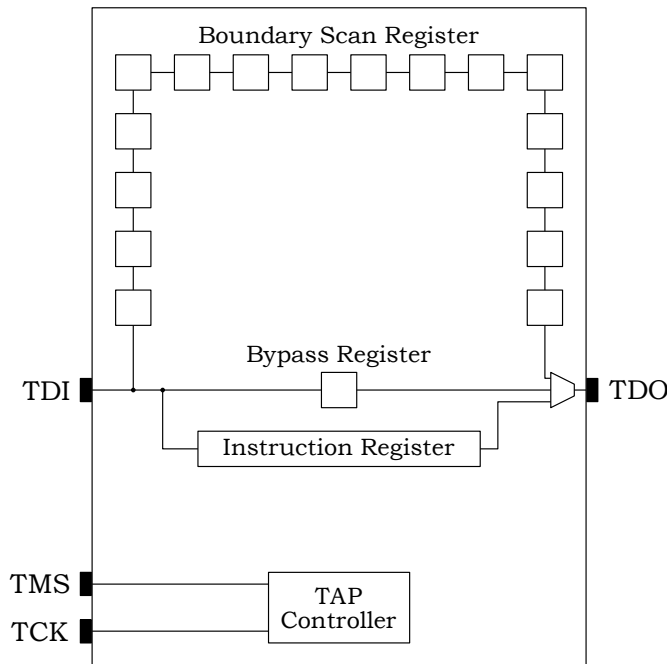 Boundary Scan Register
Bypass Register
TDI
TDO
Instruction Register
TMS
TAP
Controller
TCK